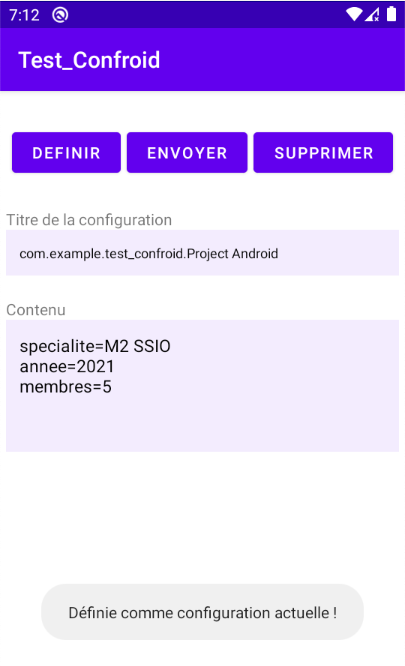 7:12
Test_Confroid
DEFINIR ENVOYER SUPPRIMER
Titre de la configuration
com.example.test_confroid.Project Android
Contenu
specialite=M2 SSIO
annee=2021
membres=5
Définie comme configuration actuelle !